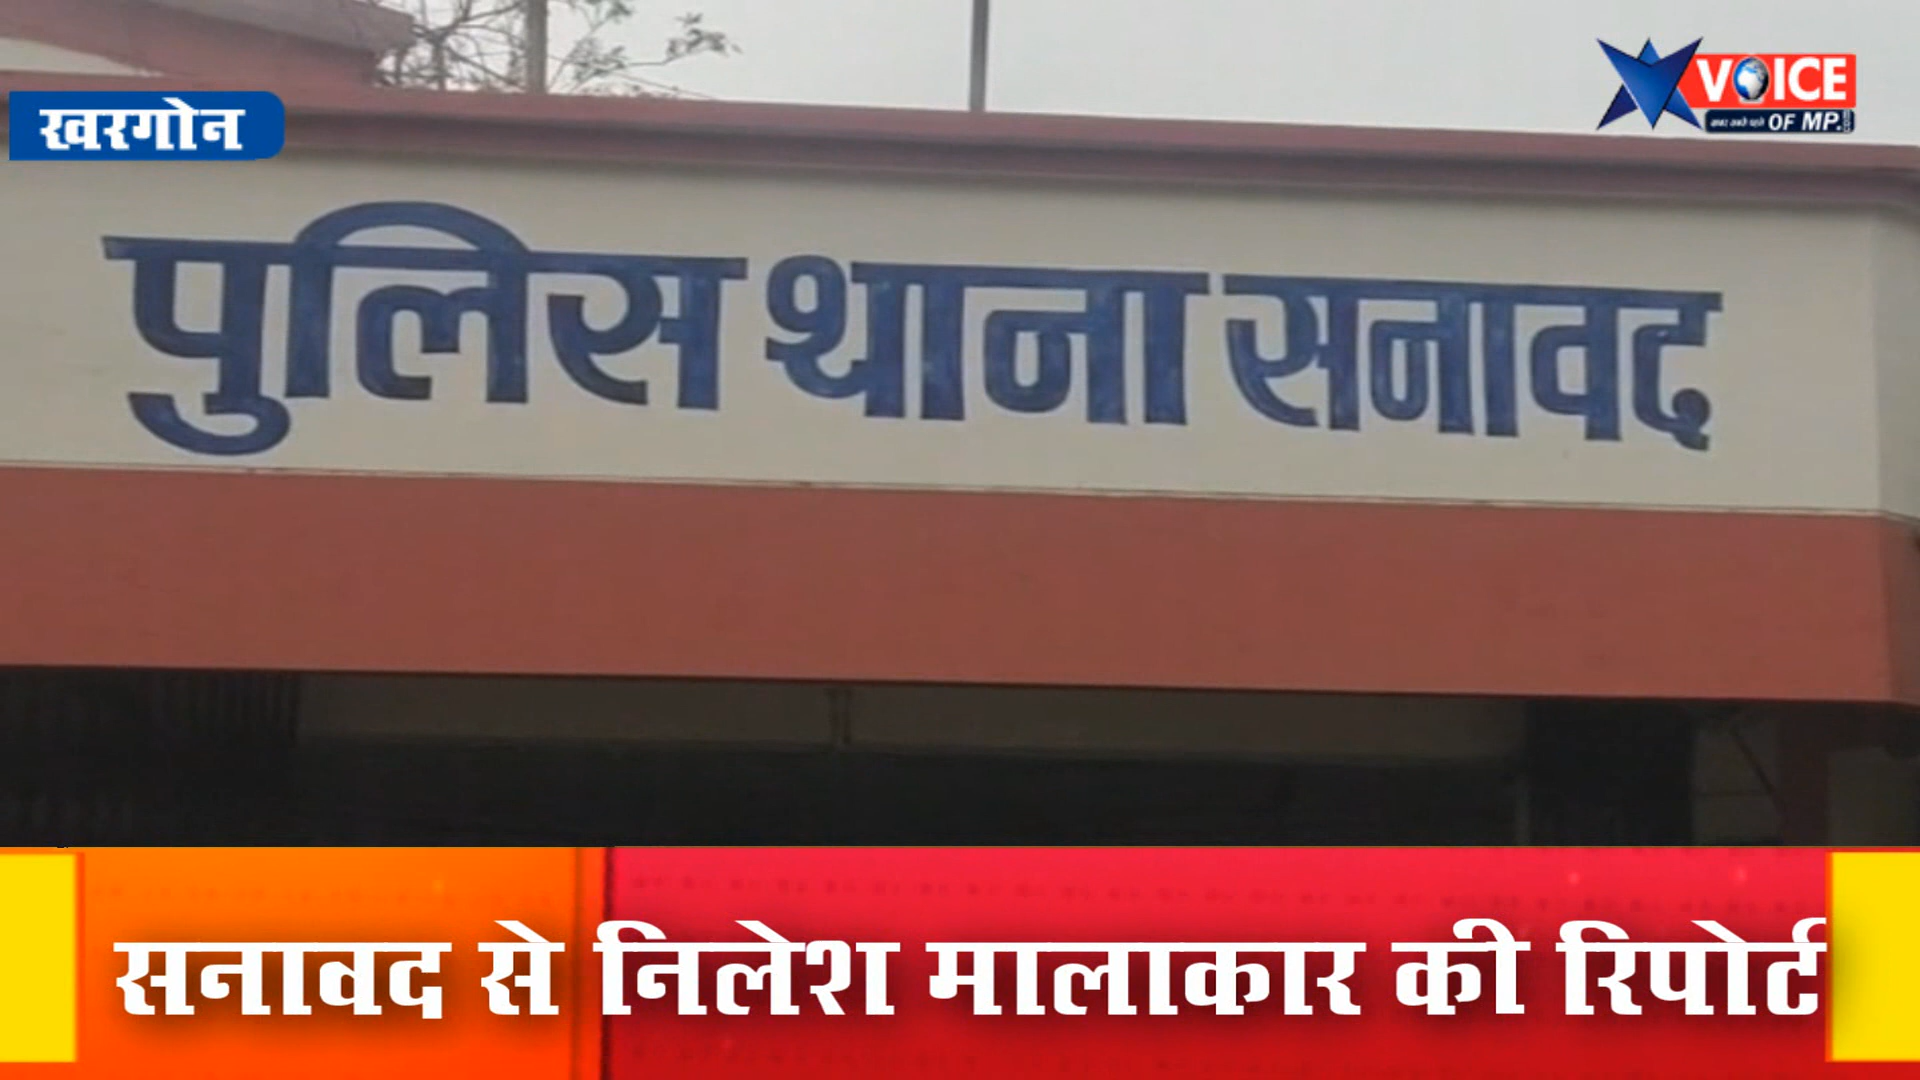 खरगोन
VOICE
OF MP.
पुलिस थाना सनावद
सनावद से निलेश मालाकार की रिपोर्ट